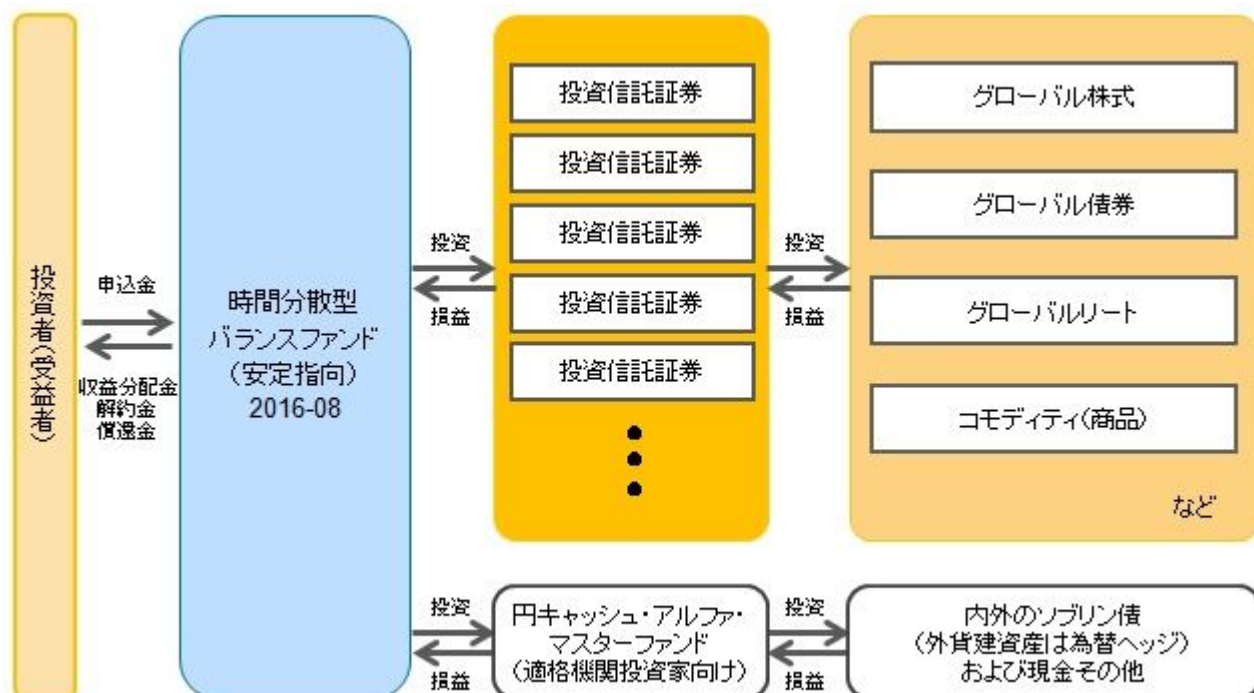 投資者(受益者)
申込金
収益分配金
解約金
償還金
時間分散型
バランスファンド
(安定指向)
2016-08
投資
損益
投資信託証券
投資信託証券
投資信託証券
投資信託証券
投資信託証券
投資
損益
グローバル株式
グローバル債券
グローバルリート
コモディティ(商品)
など
投資
損益
円キャッシュ・アルファ・
マスターファンド
(適格機関投資家向け)
投資
損益
内外のソブリン債
(外貨建資産は為替ヘッジ)
および現金その他